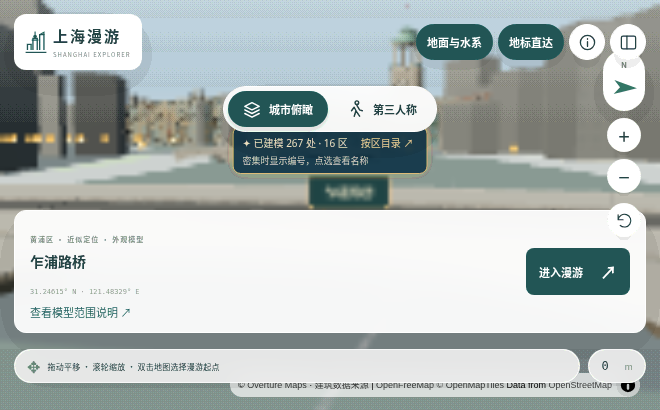 上海漫游
SHANGHAI EXPLORER
地面与水系
地标直达
N
城市俯瞰
第三人称
✦ 已建模 267 处 · 16 区 按区目录 ↗
密集时显示编号，点选查看名称
+
−
黄浦区 · 近似定位 · 外观模型
乍浦路桥
31.24615° N · 121.48329° E
查看模型范围说明 ↗
进入漫游 ↗
拖动平移 · 滚轮缩放 · 双击地图选择漫游起点
0 m
© Overture Maps · 建筑数据来源 | OpenFreeMap © OpenMapTiles Data from OpenStreetMap